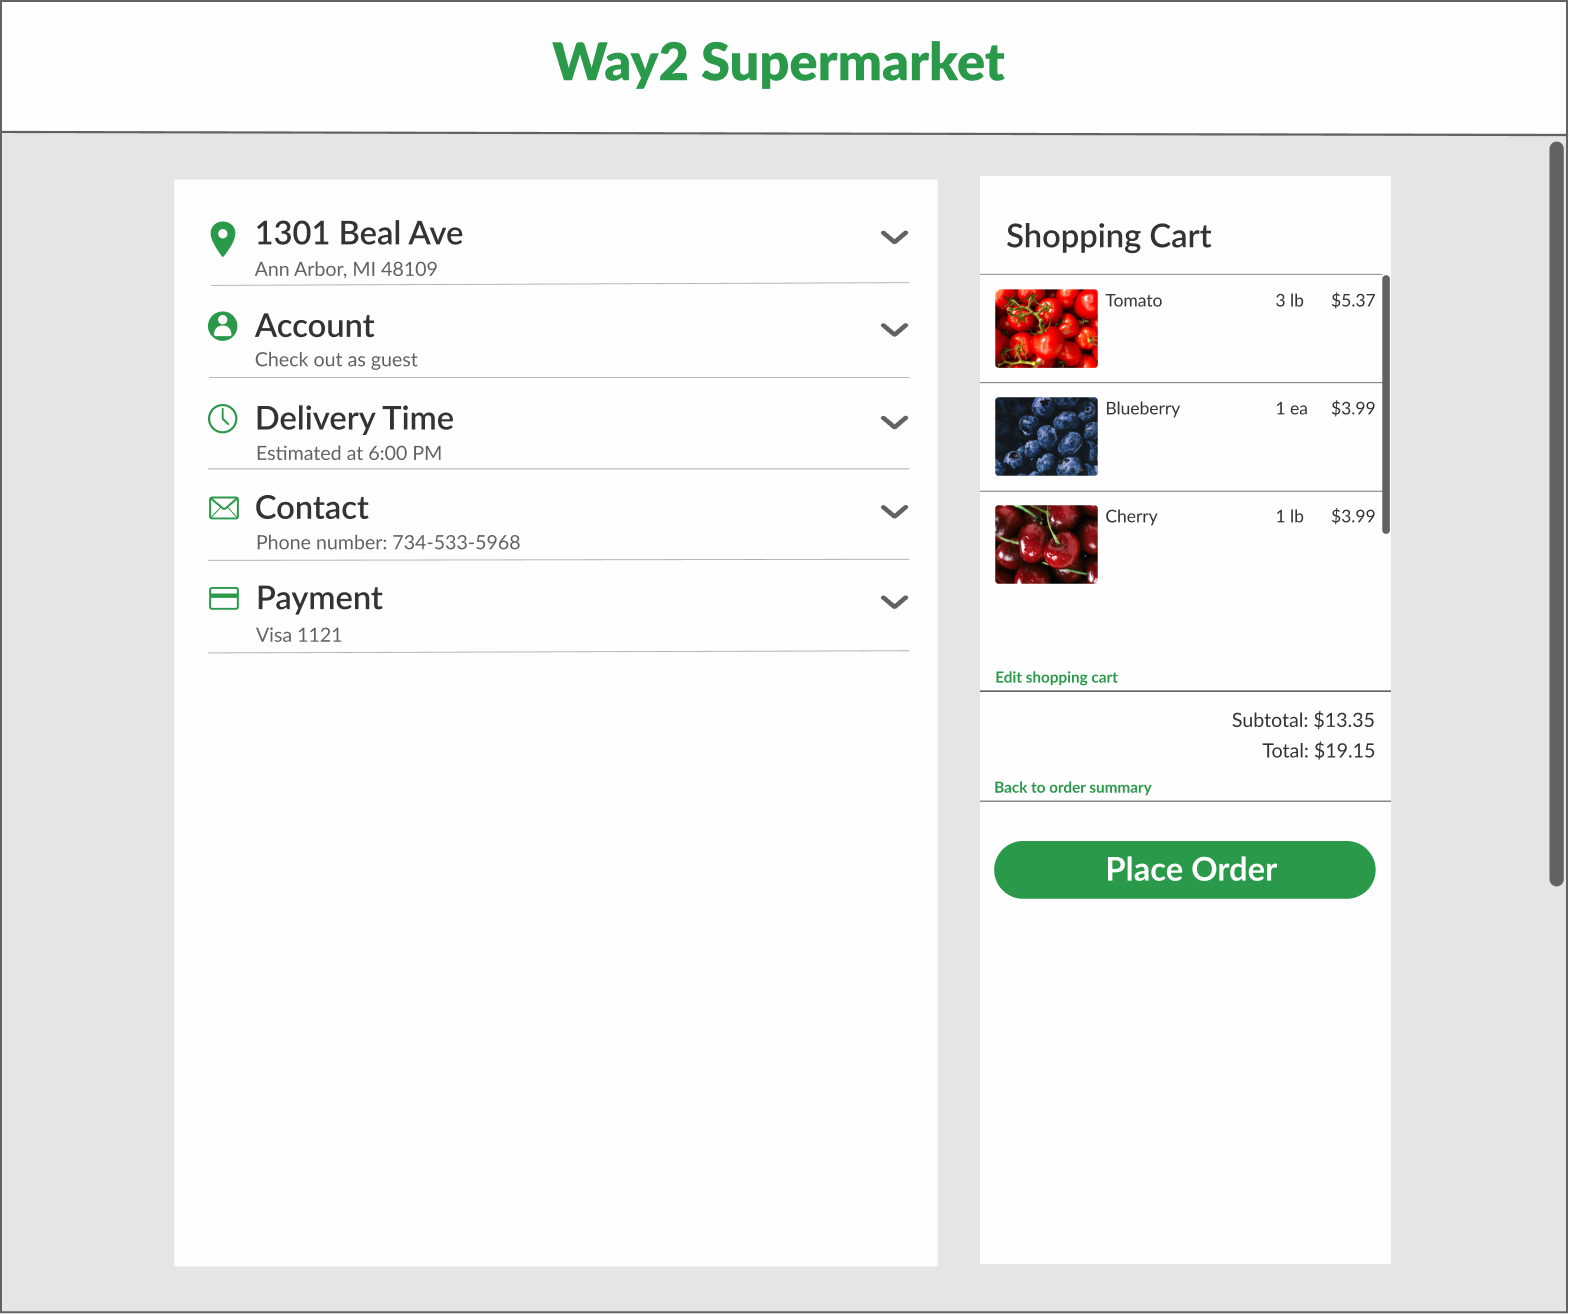 Way2 Supermarket
1301 Beal Ave
Ann Arbor, MI 48109
Account
Check out as guest
Delivery Time
Estimated at 6:00 PM
Contact
Phone number: 734-533-5968
Payment
Visa 1121
Shopping Cart
Tomato 3 lb $5.37
Blueberry 1 ea $3.99
Cherry 1 lb $3.99
Edit shopping cart
Subtotal: $13.35
Total: $19.15
Back to order summary
Place Order